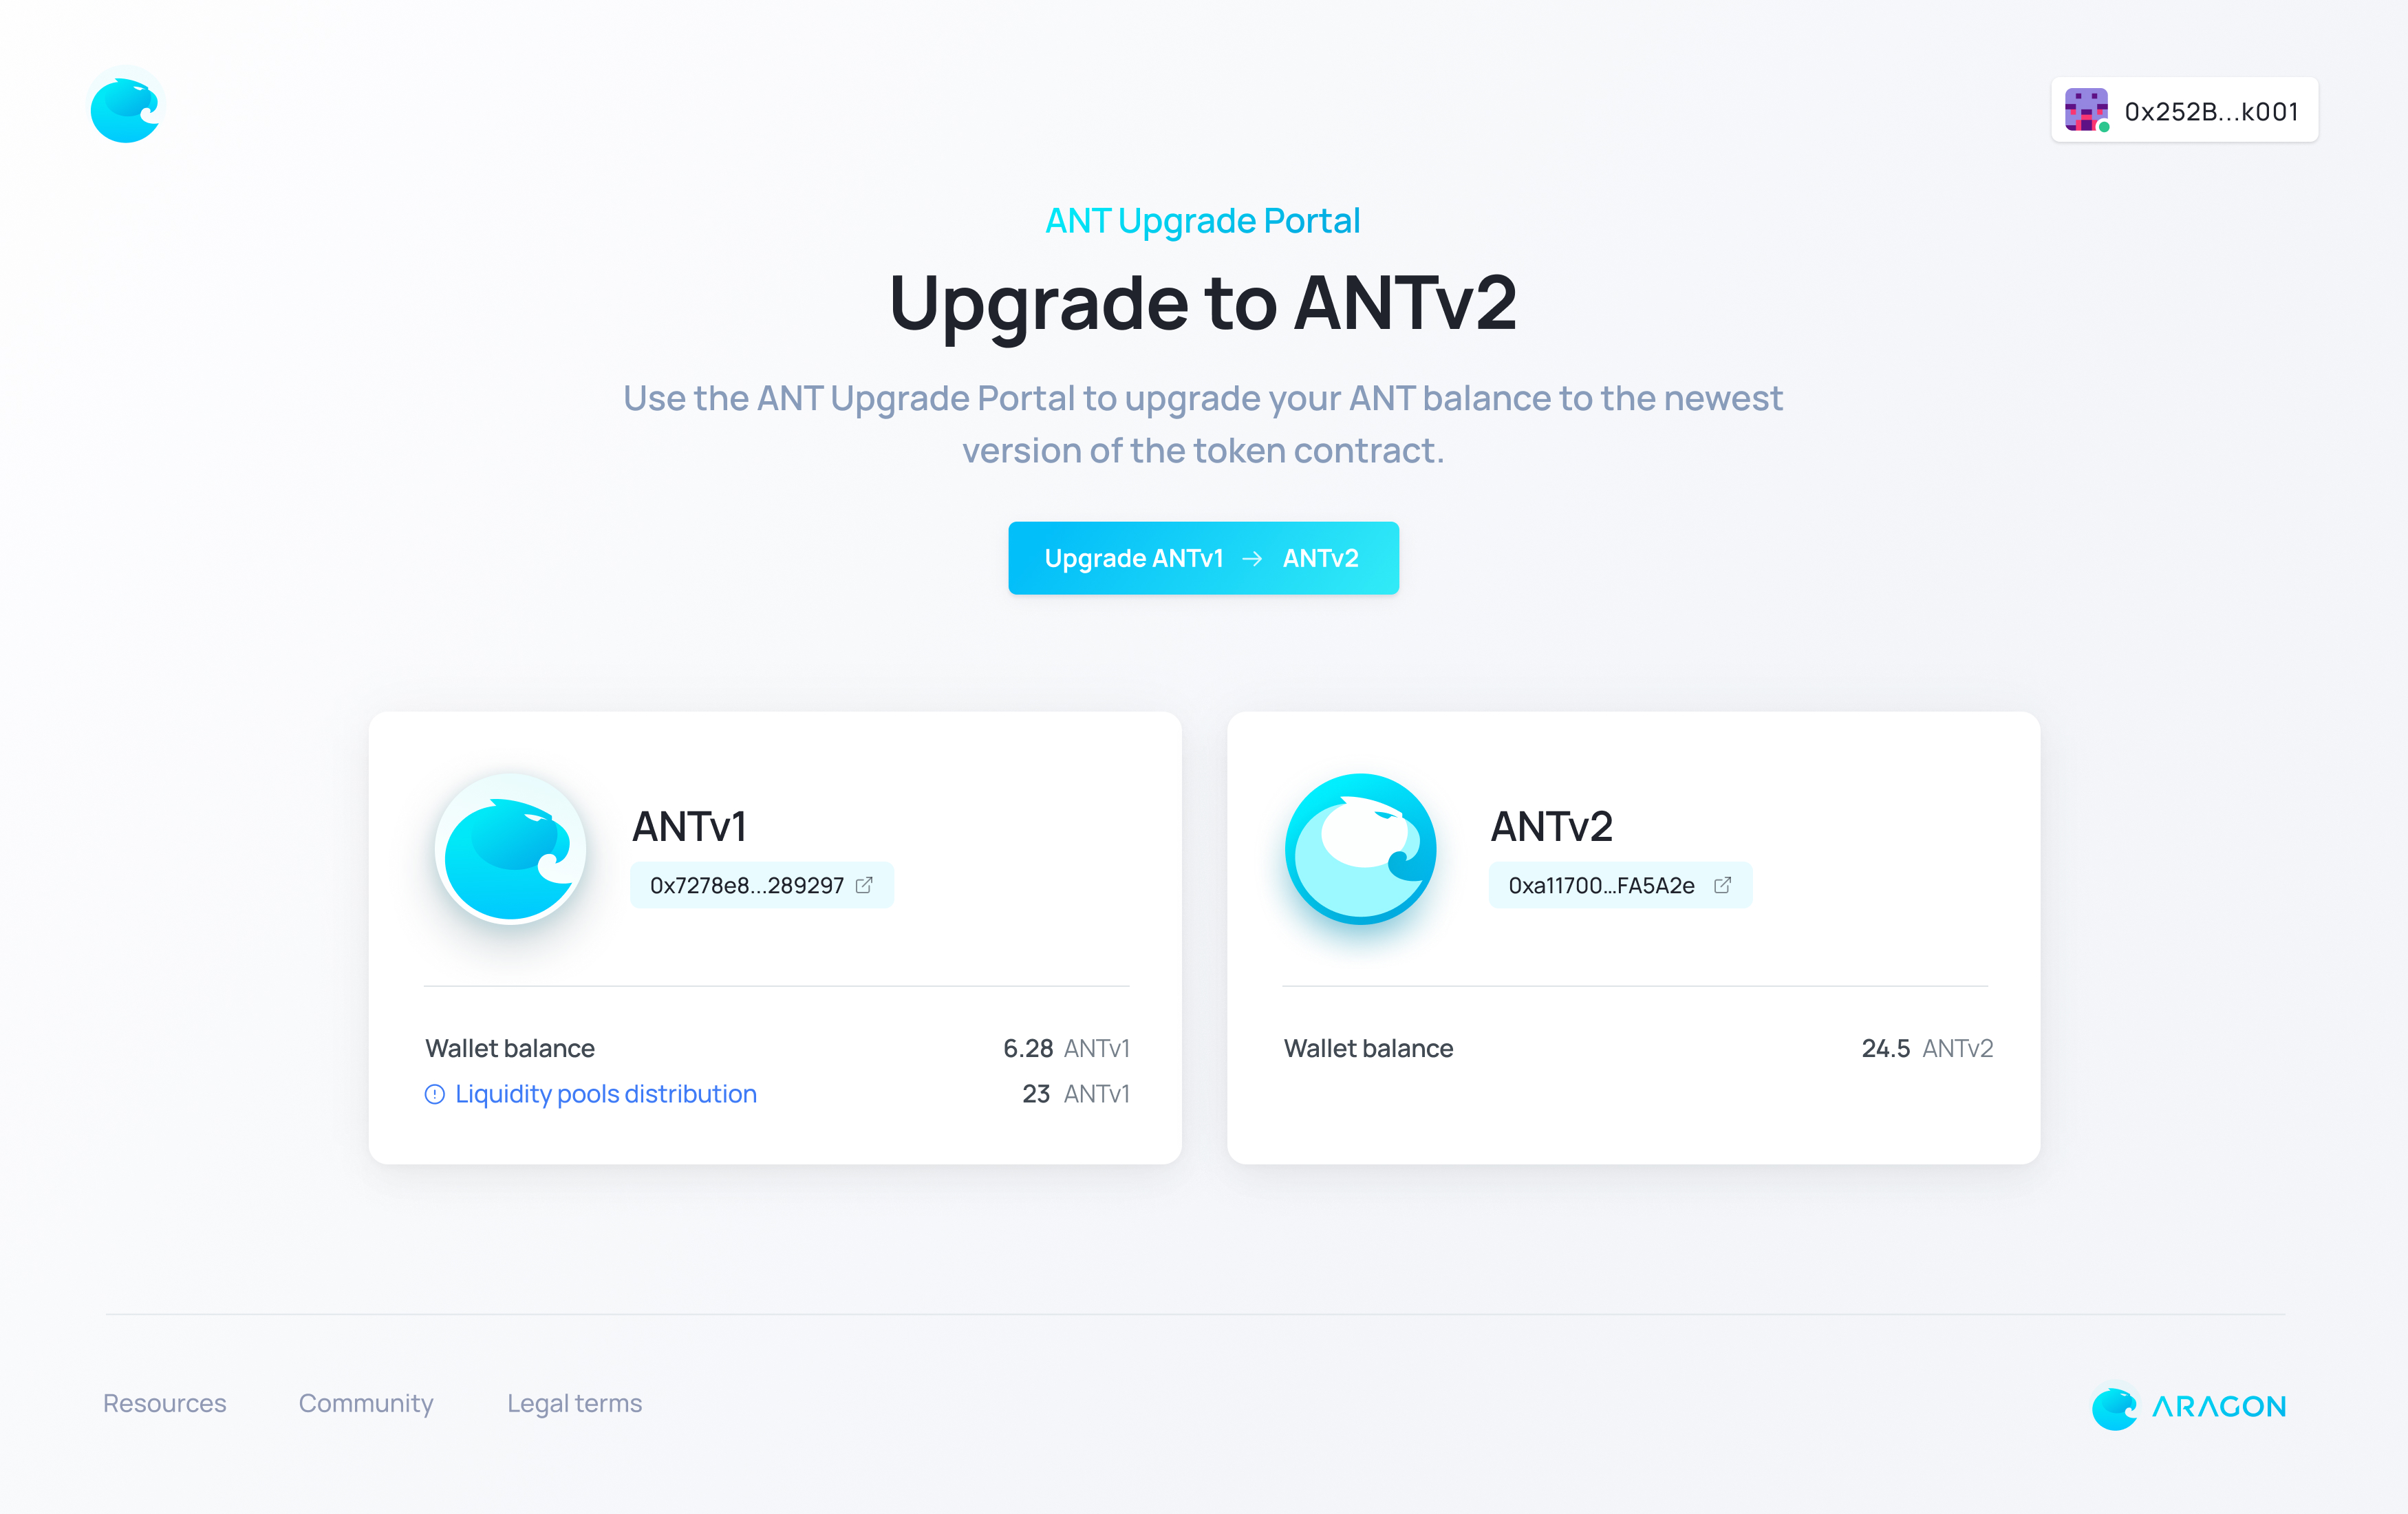 0x252B...k001
ANT Upgrade Portal
Upgrade to ANTv2
Use the ANT Upgrade Portal to upgrade your ANT balance to the newest
version of the token contract.
Upgrade ANTv1 → ANTv2
ANTv1
0x7278e8...289297
Wallet balance 6.28 ANTv1
Liquidity pools distribution 23 ANTv1
ANTv2
0xa11700...FA5A2e
Wallet balance 24.5 ANTv2
Resources Community Legal terms
ARAGON